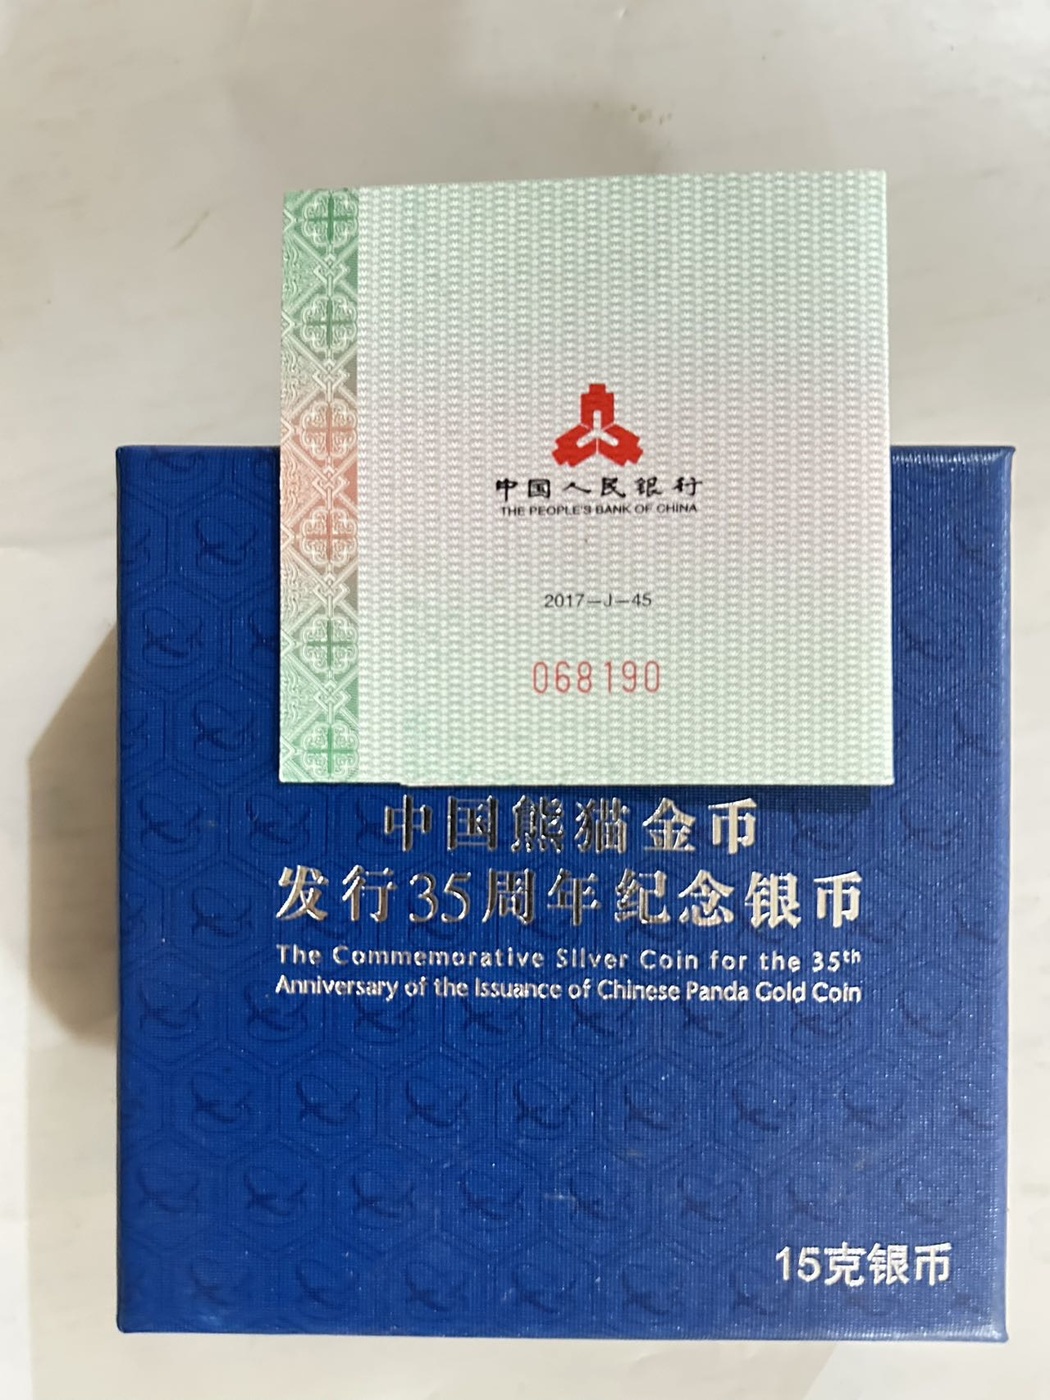 中国人民银行
THE PEOPLE'S BANK OF CHINA
2017—J—45
068190
中国熊猫金币
发行35周年纪念银币
The Commemorative Silver Coin for the 35th
Anniversary of the Issuance of Chinese Panda Gold Coin
15克银币